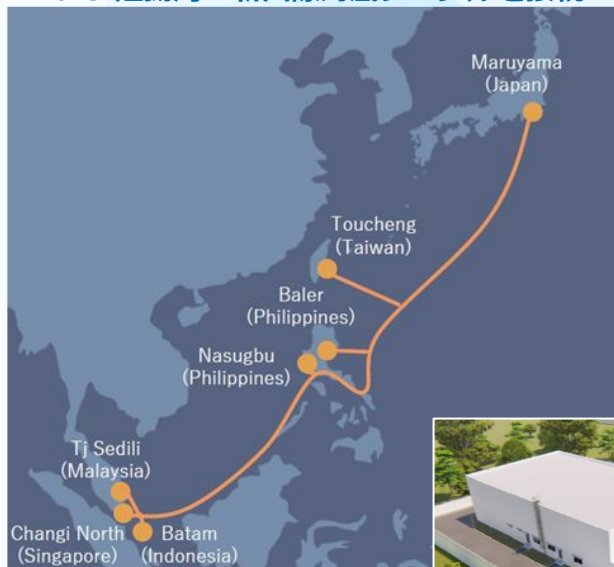 Maruyama
(Japan)
Toucheng
(Taiwan)
Baler
(Philippines)
Nasugbu
(Philippines)
Tj Sedili
(Malaysia)
Changi North
(Singapore)
Batam
(Indonesia)